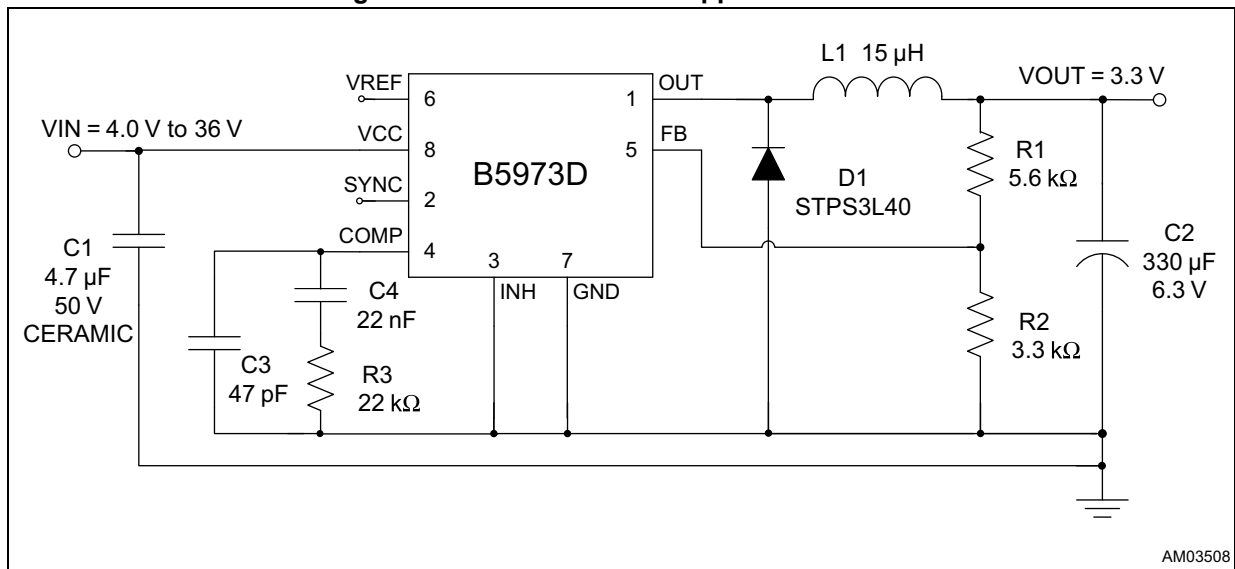 VREF
6
OUT
1
L1 15 µH
VOUT = 3.3 V
VIN = 4.0 V to 36 V
VCC
8
FB
5
B5973D
SYNC
2
COMP
4
3
INH
7
GND
D1
STPS3L40
R1
5.6 kΩ
R2
3.3 kΩ
C2
330 µF
6.3 V
C1
4.7 µF
50 V
CERAMIC
C4
22 nF
C3
47 pF
R3
22 kΩ
AM03508